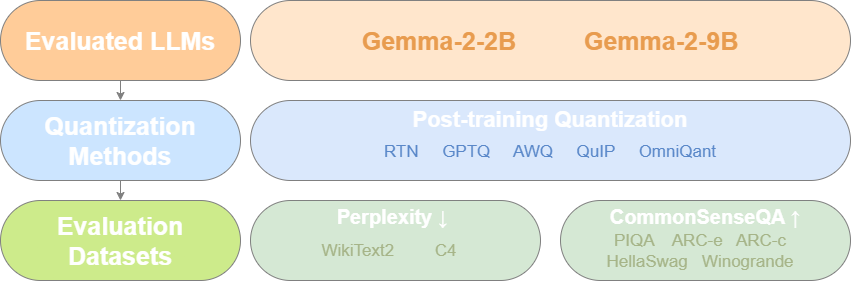 Evaluated LLMs
Gemma-2-2B Gemma-2-9B
Quantization
Methods
Post-training Quantization
RTN GPTQ AWQ QuIP OmniQant
Evaluation
Datasets
Perplexity ↓
WikiText2 C4
CommonSenseQA ↑
PIQA ARC-e ARC-c
HellaSwag Winogrande